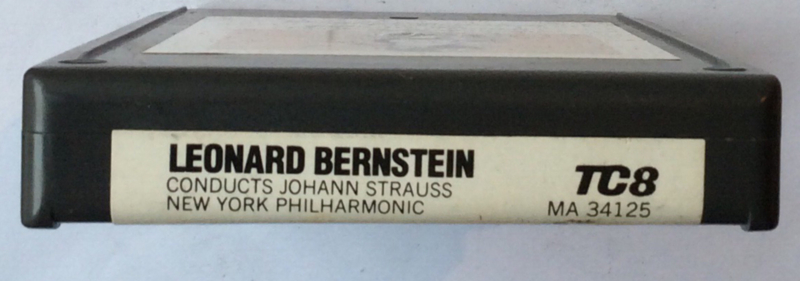 LEONARD BERNSTEIN
CONDUCTS JOHANN STRAUSS
NEW YORK PHILHARMONIC
TC8
MA 34125